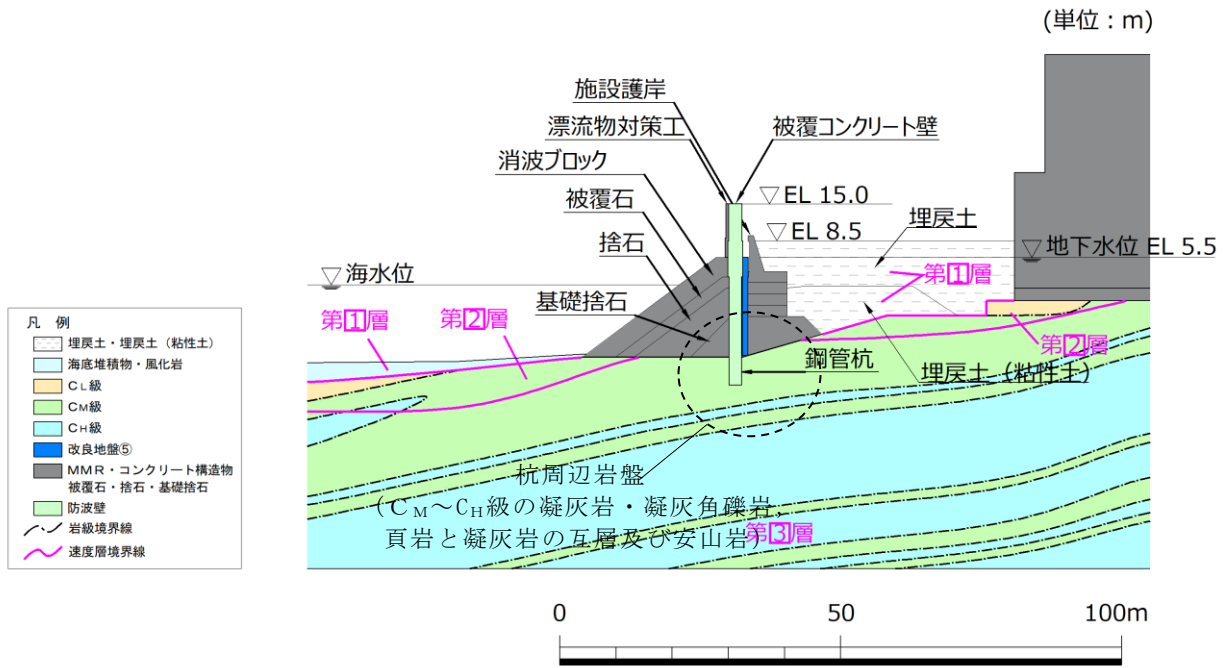 (単位：m)
施設護岸
漂流物対策工
被覆コンクリート壁
消波ブロック
被覆石
捨石
基礎捨石
▽ EL 15.0
▽ EL 8.5
埋戻土
▽ 地下水位 EL 5.5
▽ 海水位
第1層
第2層
第1層
第2層
鋼管杭
埋戻土（粘性土）
杭周辺岩盤
（CM～CH級の凝灰岩・凝灰角礫岩，
頁岩と凝灰岩の互層及び安山岩）
第3層
凡 例
埋戻土・埋戻土（粘性土）
海底堆積物・風化岩
CL級
CM級
CH級
改良地盤⑤
MMR・コンクリート構造物
被覆石・捨石・基礎捨石
防波壁
岩級境界線
速度層境界線
0 50 100m